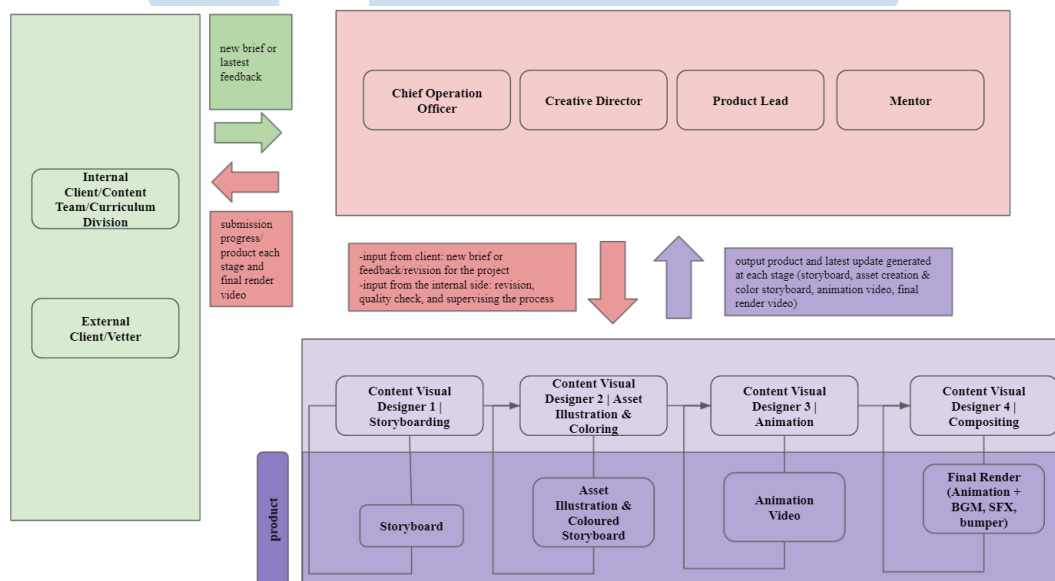 new brief or
lastest
feedback
Chief Operation
Officer
Creative Director
Product Lead
Mentor
Internal
Client/Content
Team/Curriculum
Division
submission
progress/
product each
stage and
final render
video
-input from client: new brief or
feedback/revision for the project
-input from the internal side: revision,
quality check, and supervising the process
output product and latest update generated
at each stage (storyboard, asset creation &
color storyboard, animation video, final
render video)
External
Client/Vetter
Content Visual
Designer 1 |
Storyboarding
Content Visual
Designer 2 | Asset
Illustration &
Coloring
Content Visual
Designer 3 |
Animation
Content Visual
Designer 4 |
Compositing
product
Storyboard
Asset
Illustration &
Coloured
Storyboard
Animation
Video
Final Render
(Animation +
BGM, SFX,
bumper)